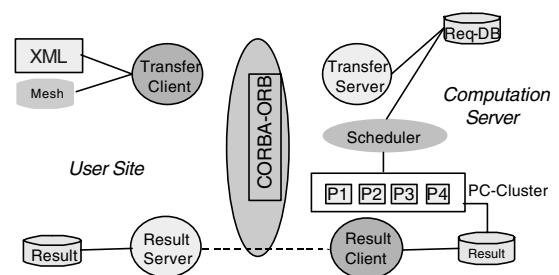 XML
Mesh
Transfer
Client
CORBA-ORB
Transfer
Server
Req-DB
Computation
Server
Scheduler
User Site
P1 P2 P3 P4
PC-Cluster
Result
Result
Server
Result
Client
Result